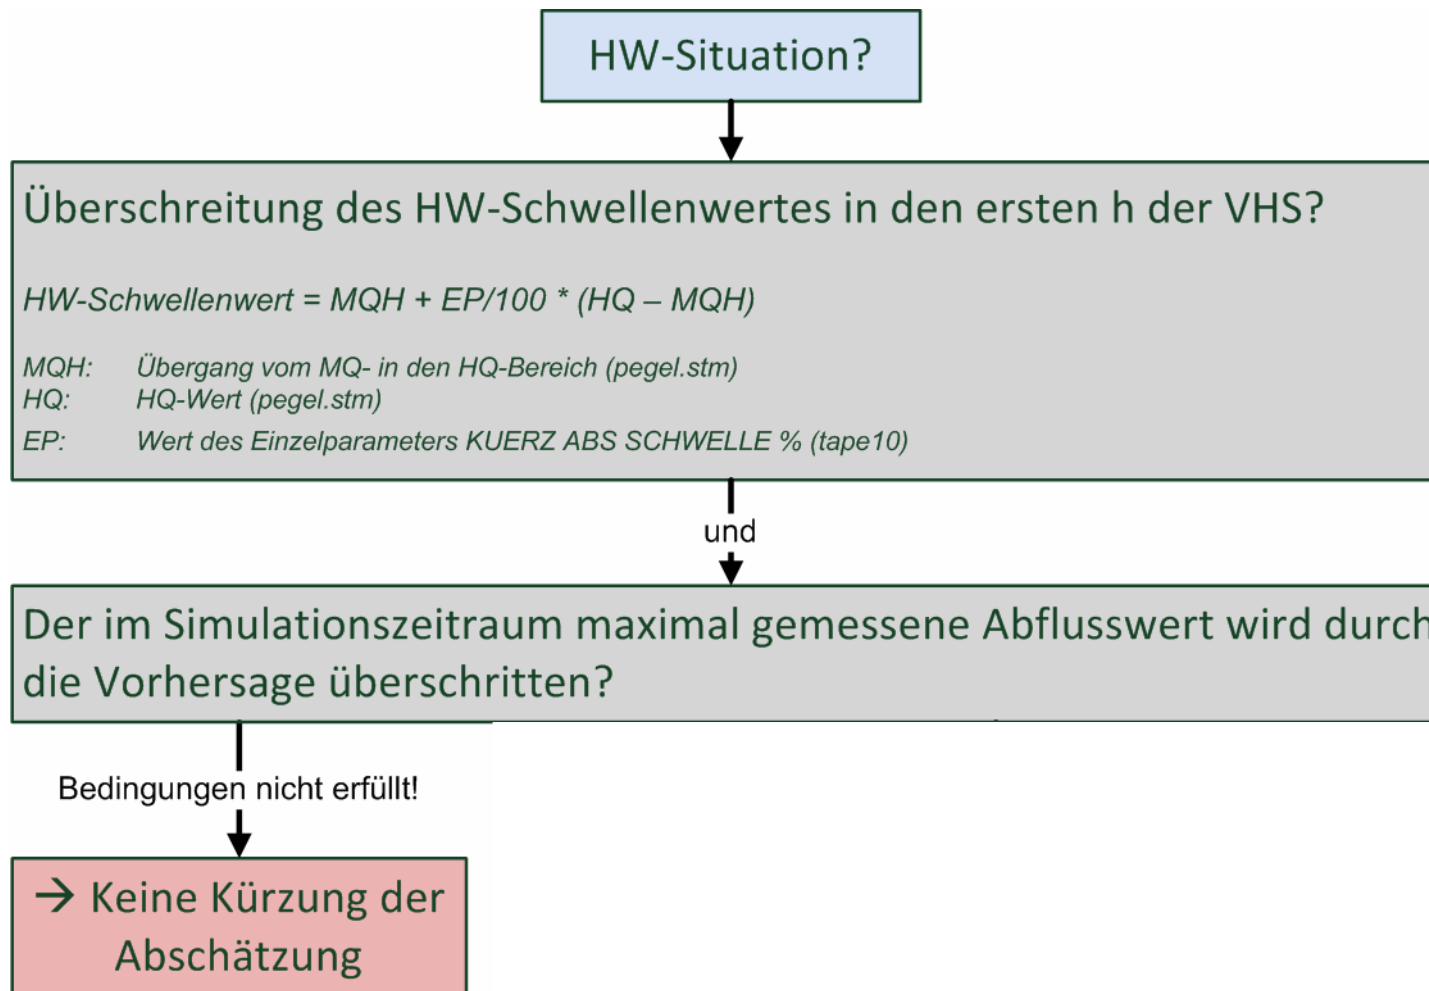 HW-Situation?
Überschreitung des HW-Schwellenwertes in den ersten h der VHS?
HW-Schwellenwert = MQH + EP/100 * (HQ – MQH)
MQH: Übergang vom MQ- in den HQ-Bereich (pegel.stm)
HQ: HQ-Wert (pegel.stm)
EP: Wert des Einzelparameters KUERZ ABS SCHWELLE % (tape10)
und
Der im Simulationszeitraum maximal gemessene Abflusswert wird durch
die Vorhersage überschritten?
Bedingungen nicht erfüllt!
→ Keine Kürzung der
Abschätzung